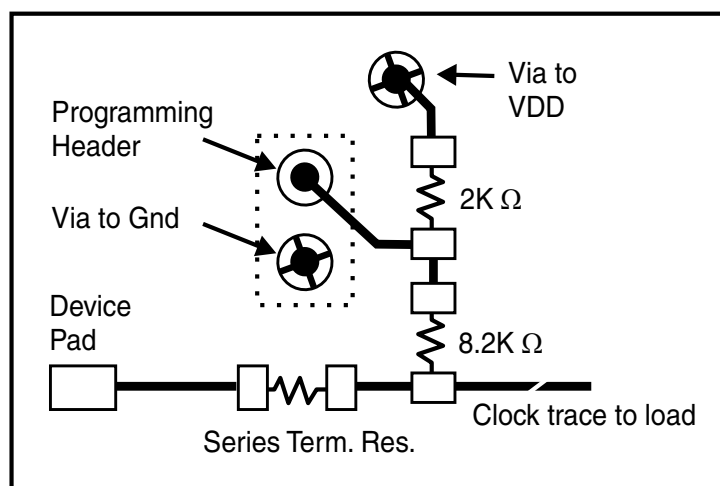 Via to
VDD
Programming
Header
2K Ω
Via to Gnd
Device
Pad
8.2K Ω
Clock trace to load
Series Term. Res.